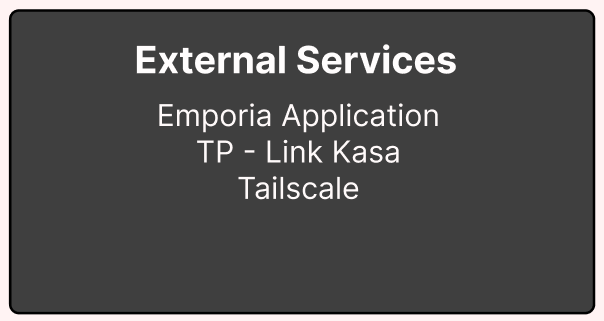 External Services
Emporia Application
TP - Link Kasa
Tailscale